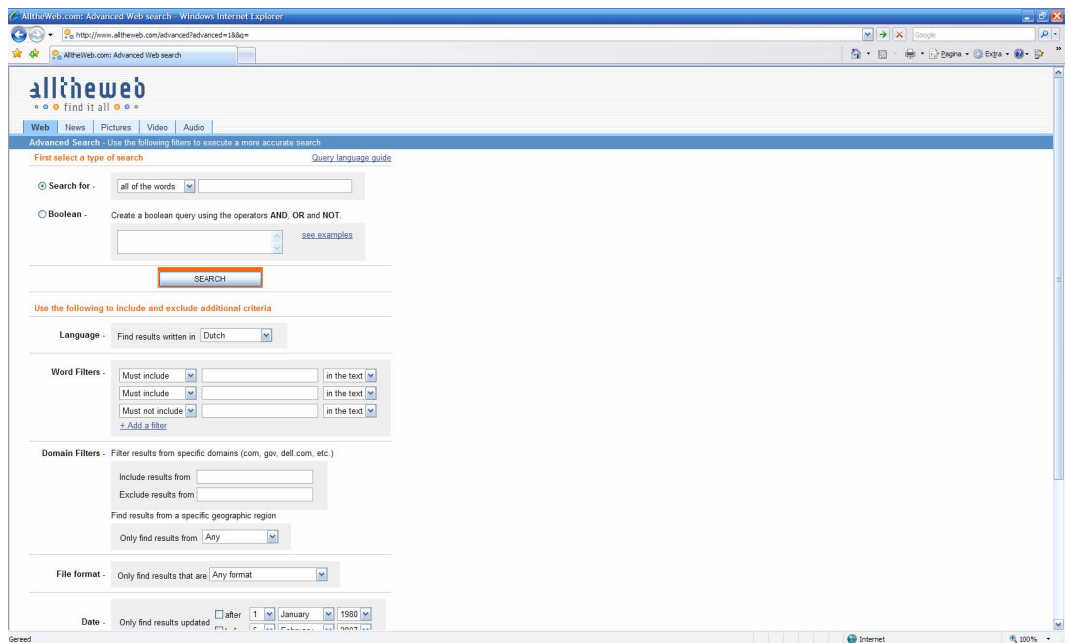 AlltheWeb.com: Advanced Web search - Windows Internet Explorer
http://www.alltheweb.com/advanced?advanced=1&&q=
Google
AlltheWeb.com: Advanced Web search
Pagina
Extra
alltheweb
find it all
Web News Pictures Video Audio
Advanced Search - Use the following filters to execute a more accurate search
First select a type of search Query language guide
Search for - all of the words
Boolean - Create a boolean query using the operators AND, OR and NOT.
see examples
SEARCH
Use the following to include and exclude additional criteria
Language - Find results written in Dutch
Word Filters - Must include in the text
Must include in the text
Must not include in the text
+ Add a filter
Domain Filters - Filter results from specific domains (com, gov, dell.com, etc.)
Include results from
Exclude results from
Find results from a specific geographic region
Only find results from Any
File format - Only find results that are Any format
Date - Only find results updated after 1 January 1980
5 February 2007
Gereed Internet 100%